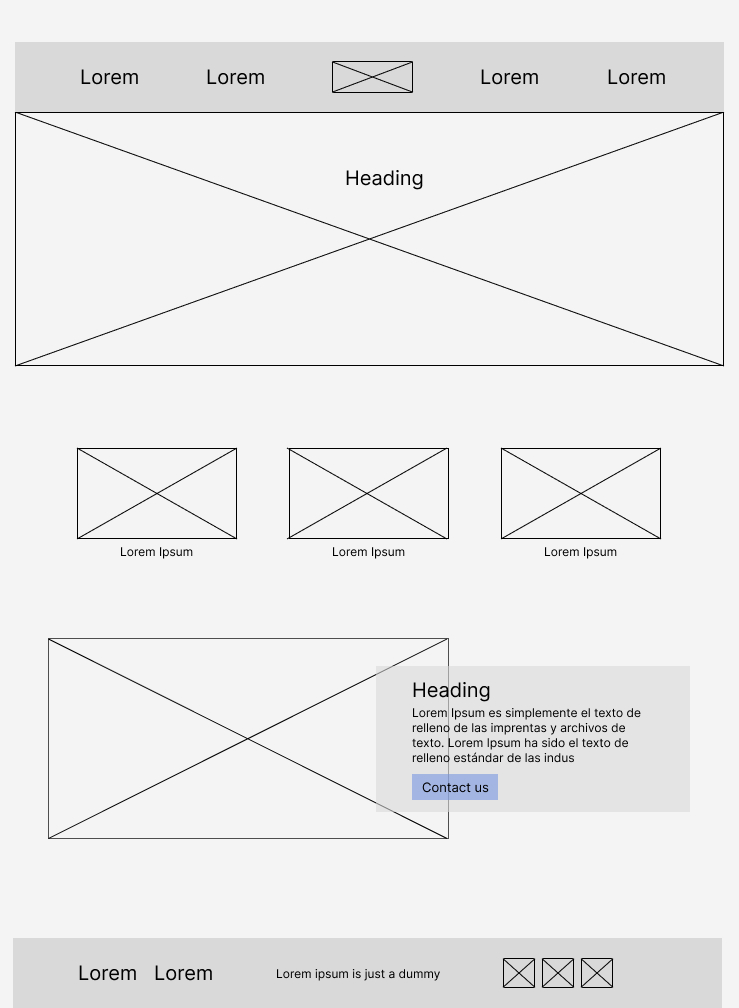 Lorem Lorem Lorem Lorem
Heading
Lorem Ipsum Lorem Ipsum Lorem Ipsum
Heading
Lorem Ipsum es simplemente el texto de
relleno de las imprentas y archivos de
texto. Lorem Ipsum ha sido el texto de
relleno estándar de las indus
Contact us
Lorem Lorem Lorem ipsum is just a dummy